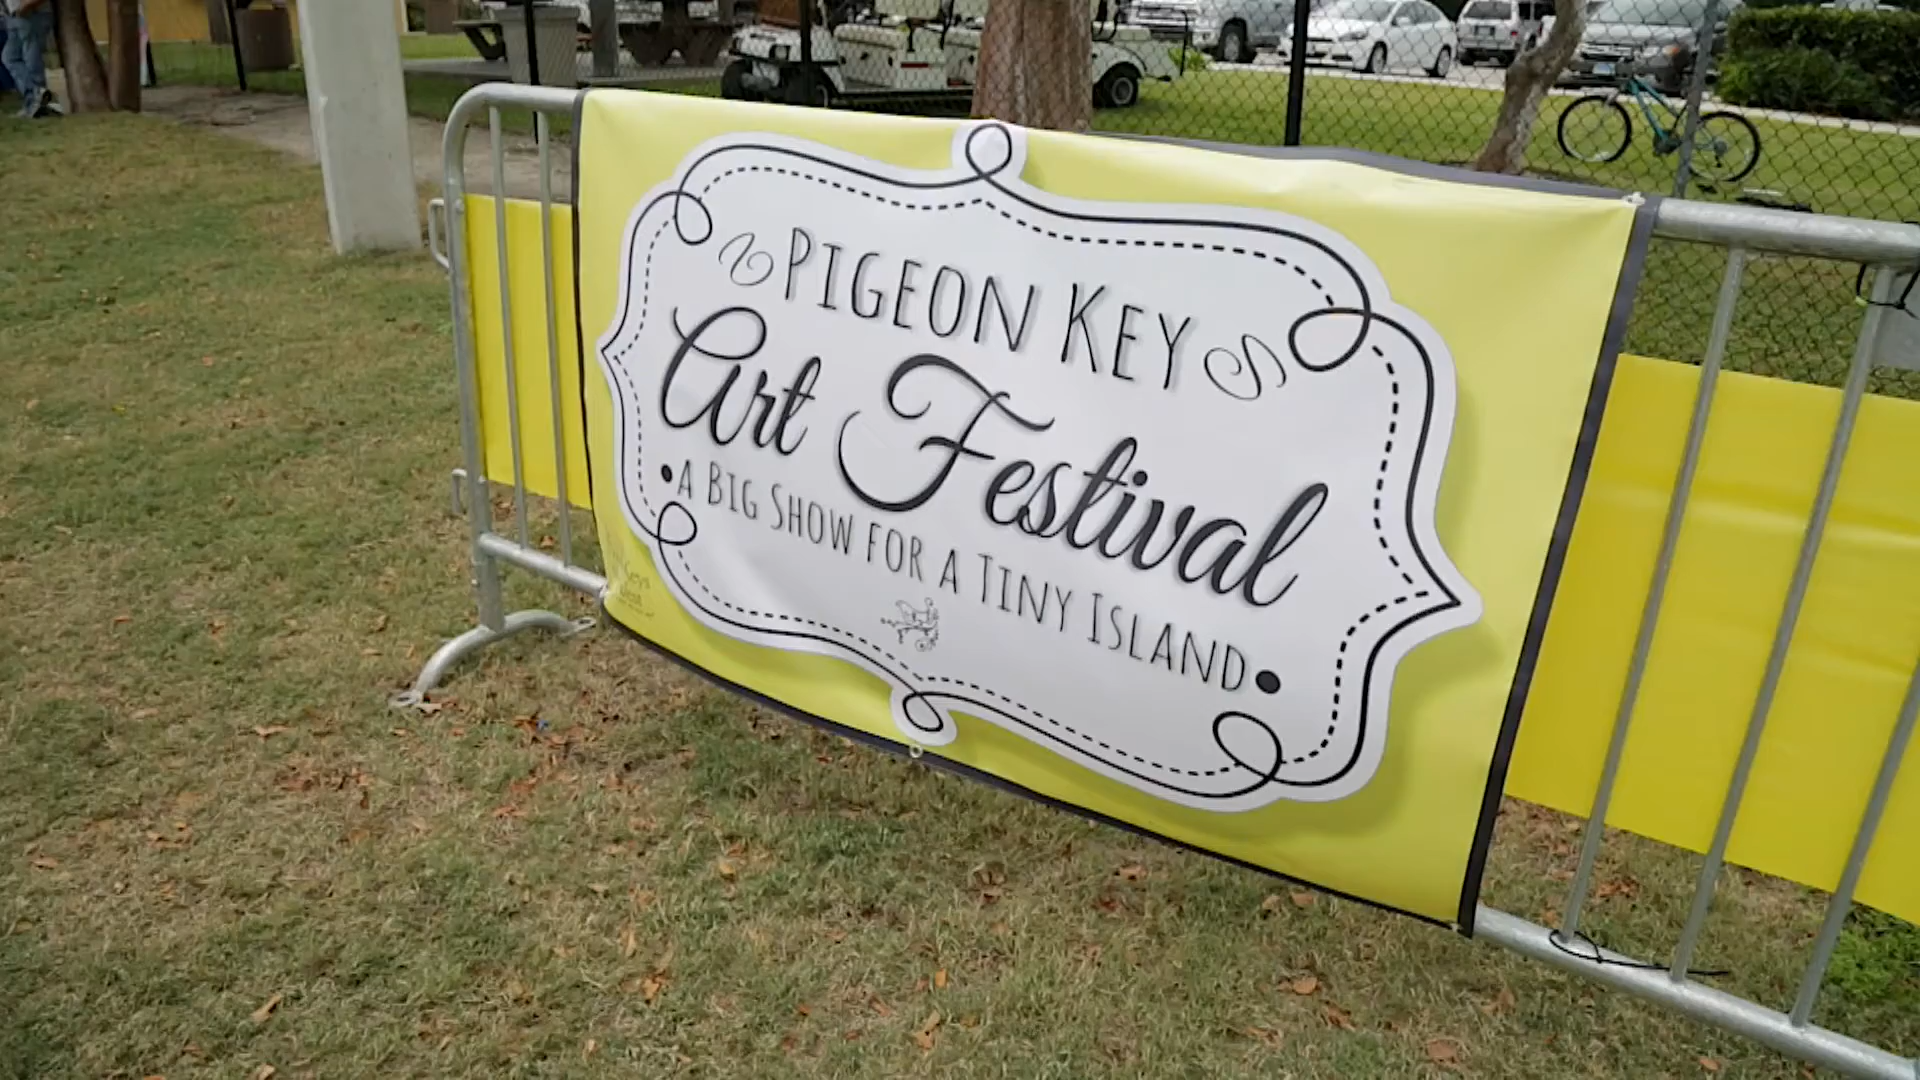 PIGEON KEY
Art Festival
•A BIG SHOW FOR A TINY ISLAND•